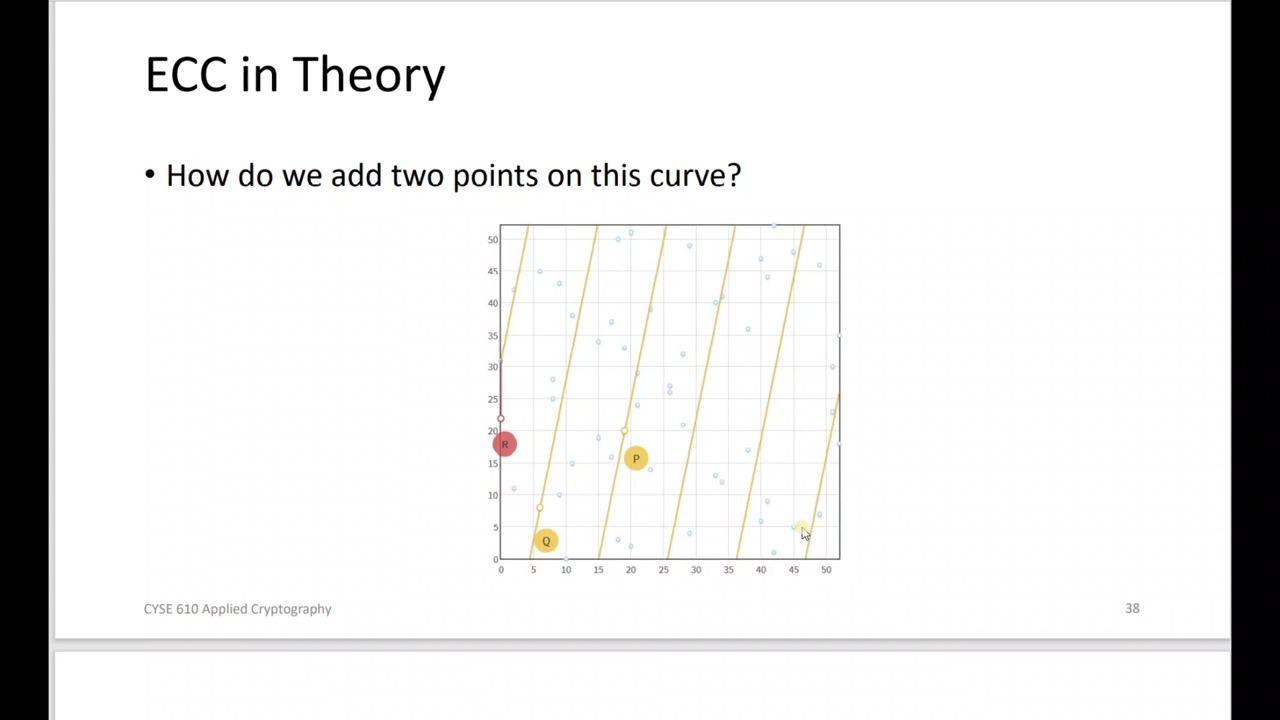 ECC in Theory
• How do we add two points on this curve?
50
45
40
35
30
25
20
R
P
15
10
5
Q
0
0 5 10 15 20 25 30 35 40 45 50
CYSE 610 Applied Cryptography
38